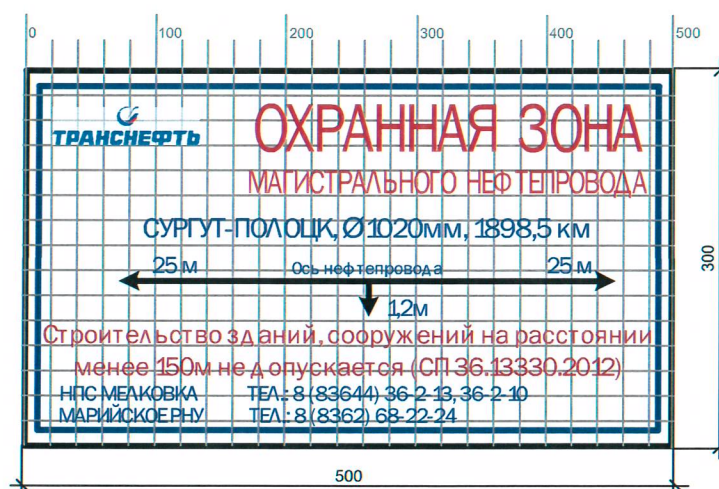 0 100 200 300 400 500
ТРАНСНЕФТЬ
ОХРАННАЯ ЗОНА
МАГИСТРАЛЬНОГО НЕФТЕПРОВОДА
СУРГУТ-ПОЛОЦК, Ø1020мм, 1898,5 км
25 м Ось нефтепровода 25 м
1,2м
Строительство зданий, сооружений на расстоянии
менее 150м не допускается (СП 36.13330.2012)
НПС МЕЛКОВКА ТЕЛ.: 8 (83644) 36-2-13, 36-2-10
МАРИЙСКОЕ РНУ ТЕЛ.: 8 (8362) 68-22-24
300
500